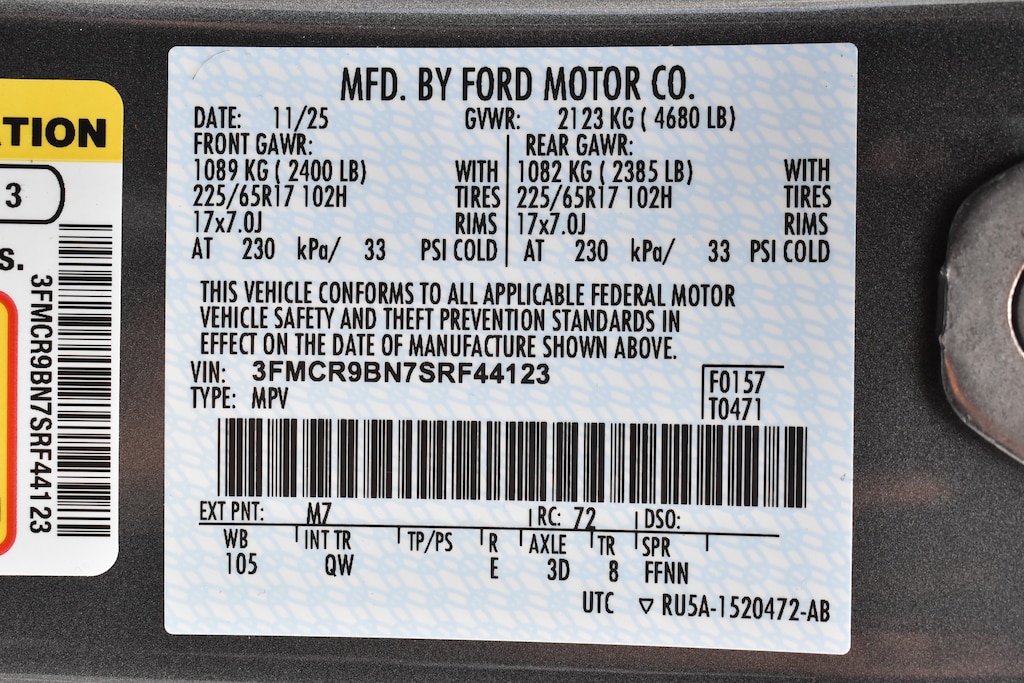 ATION
3
S.
3FMCR9BN7SRF44123
MFD. BY FORD MOTOR CO.
DATE: 11/25 GVWR: 2123 KG ( 4680 LB)
FRONT GAWR: REAR GAWR:
1089 KG ( 2400 LB) WITH 1082 KG ( 2385 LB) WITH
225/65R17 102H TIRES 225/65R17 102H TIRES
17x7.0J RIMS 17x7.0J RIMS
AT 230 kPa/ 33 PSI COLD AT 230 kPa/ 33 PSI COLD
THIS VEHICLE CONFORMS TO ALL APPLICABLE FEDERAL MOTOR
VEHICLE SAFETY AND THEFT PREVENTION STANDARDS IN
EFFECT ON THE DATE OF MANUFACTURE SHOWN ABOVE.
VIN: 3FMCR9BN7SRF44123
TYPE: MPV
F0157
T0471
EXT PNT: M7 RC: 72 DSO:
WB INT TR TP/PS R AXLE TR SPR
105 QW E 3D 8 FFNN
UTC ▽ RU5A-1520472-AB